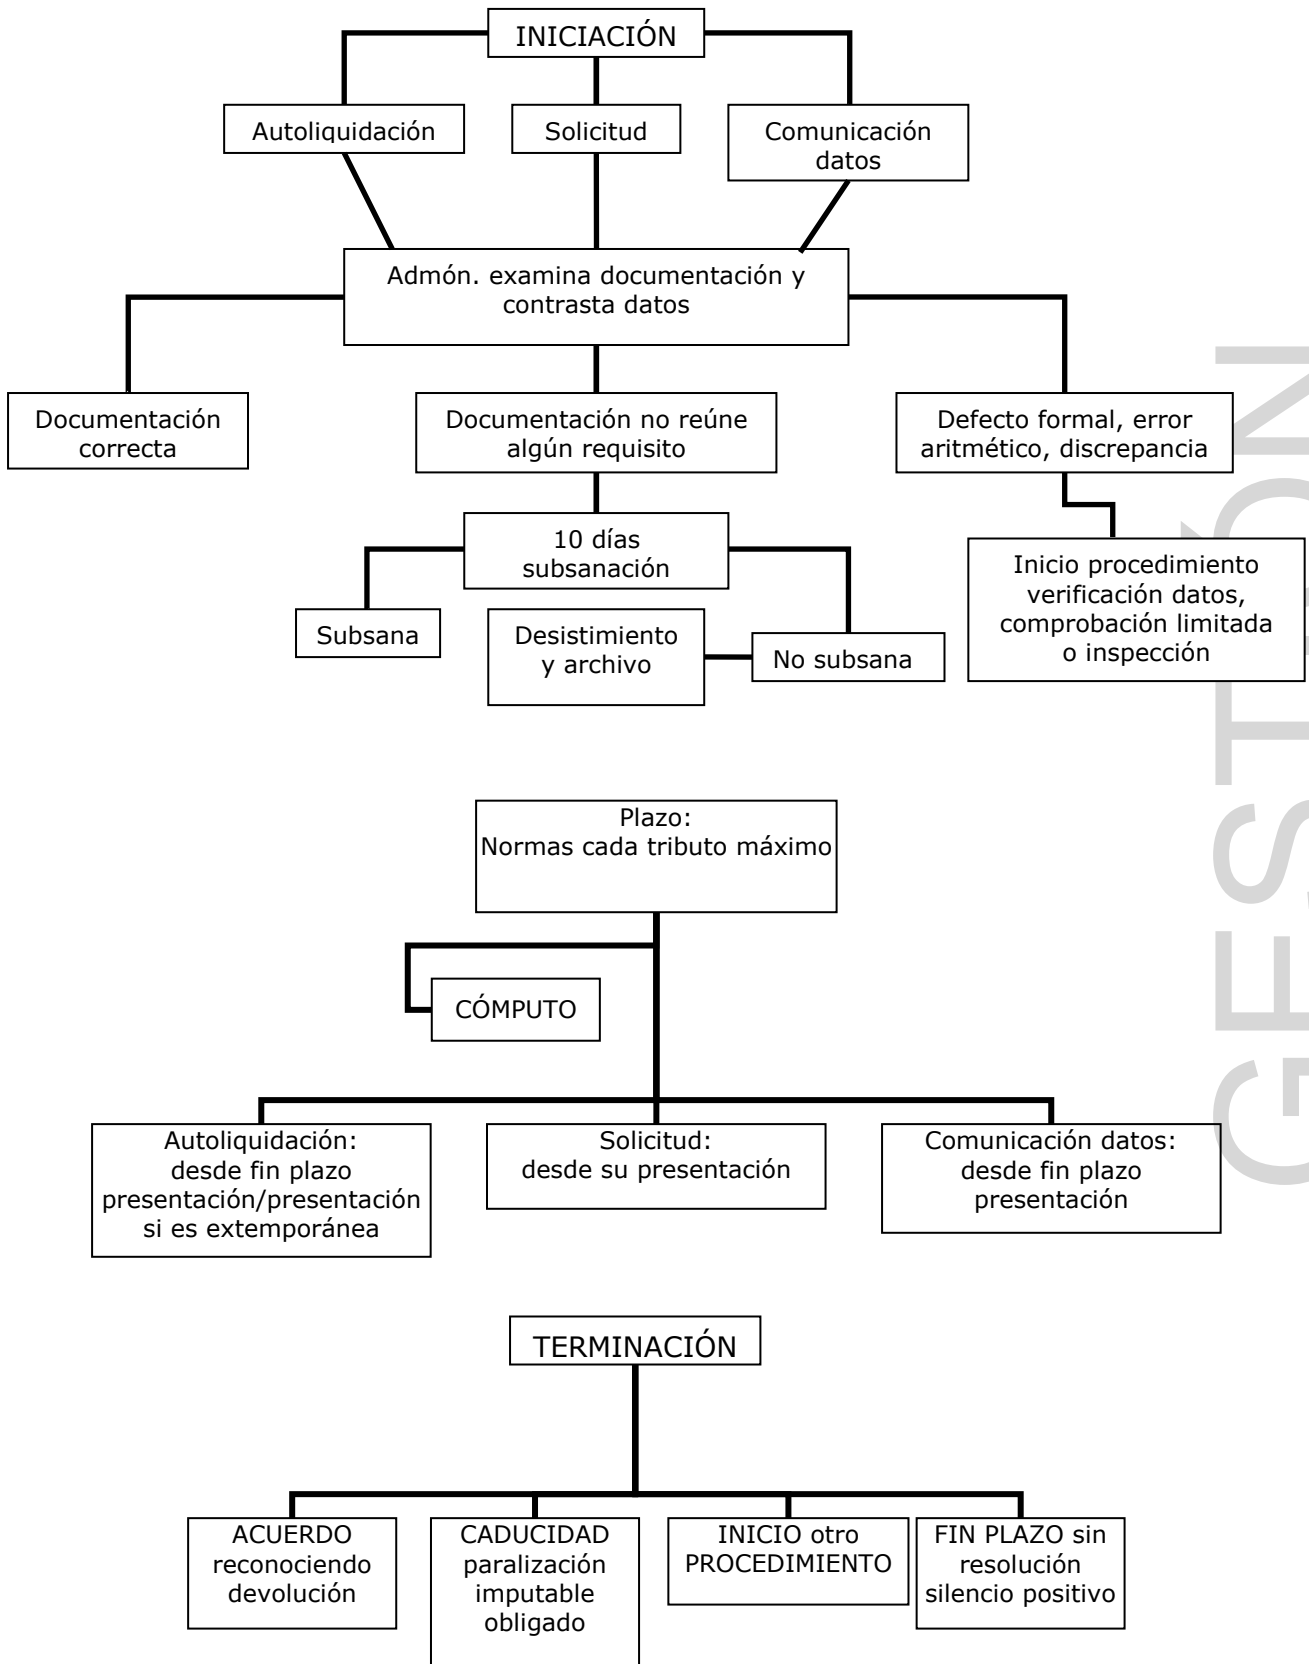 INICIACIÓN
Autoliquidación
Solicitud
Comunicación
datos
Admón. examina documentación y
contrasta datos
Documentación
correcta
Documentación no reúne
algún requisito
Defecto formal, error
aritmético, discrepancia
10 días
subsanación
Inicio procedimiento
verificación datos,
comprobación limitada
o inspección
Subsana
Desistimiento
y archivo
No subsana
Plazo:
Normas cada tributo máximo
CÓMPUTO
Autoliquidación:
desde fin plazo
presentación/presentación
si es extemporánea
Solicitud:
desde su presentación
Comunicación datos:
desde fin plazo
presentación
TERMINACIÓN
ACUERDO
reconociendo
devolución
CADUCIDAD
paralización
imputable
obligado
INICIO otro
PROCEDIMIENTO
FIN PLAZO sin
resolución
silencio positivo
GESTIÓN